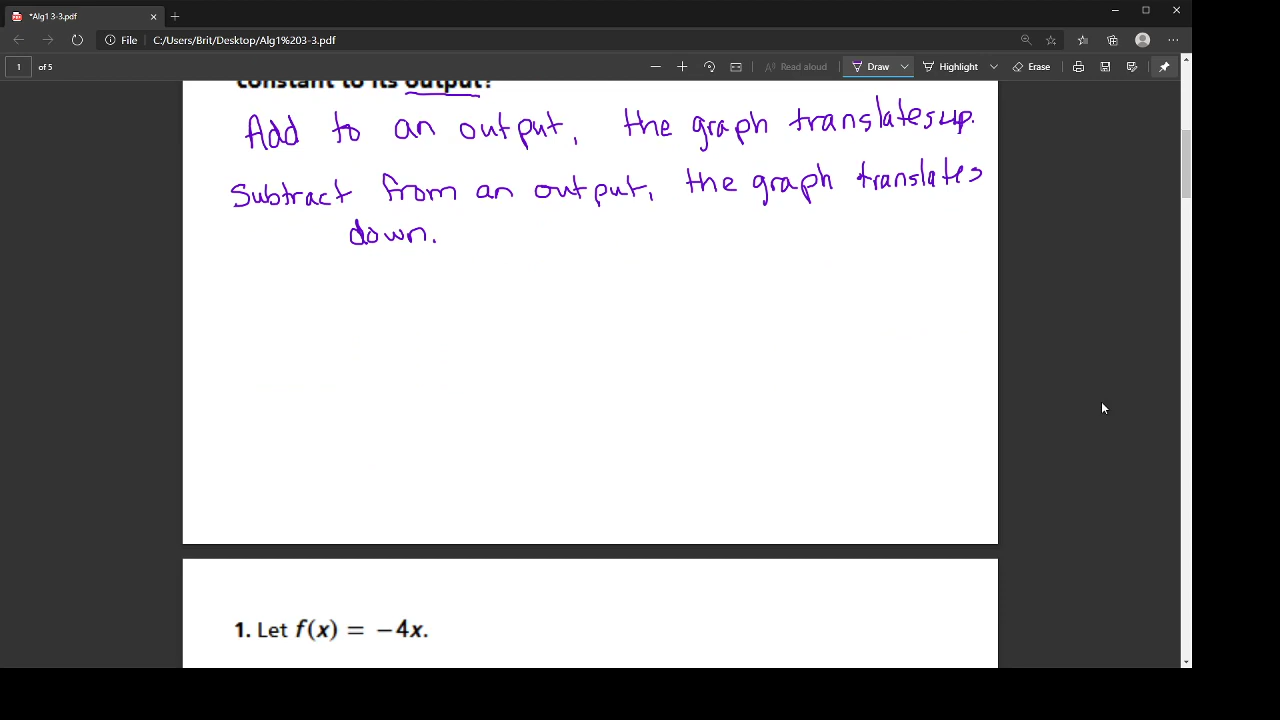 *Alg1 3-3.pdf
File C:/Users/Brit/Desktop/Alg1%203-3.pdf
1 of 5 Read aloud Draw Highlight Erase
constant to its output?
Add to an output, the graph translates up.
Subtract from an output, the graph translates
down.
1. Let f(x) = −4x.